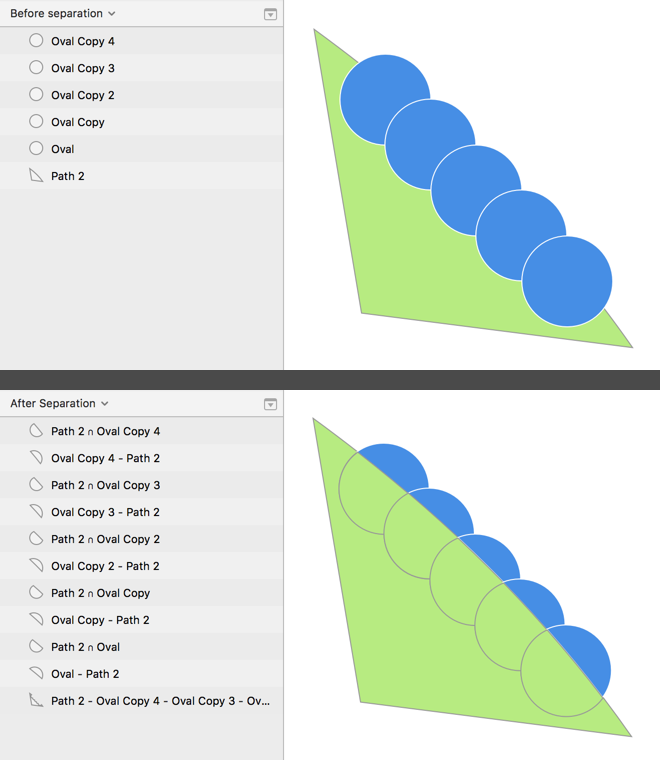 Before separation
Oval Copy 4
Oval Copy 3
Oval Copy 2
Oval Copy
Oval
Path 2
After Separation
Path 2 ∩ Oval Copy 4
Oval Copy 4 - Path 2
Path 2 ∩ Oval Copy 3
Oval Copy 3 - Path 2
Path 2 ∩ Oval Copy 2
Oval Copy 2 - Path 2
Path 2 ∩ Oval Copy
Oval Copy - Path 2
Path 2 ∩ Oval
Oval - Path 2
Path 2 - Oval Copy 4 - Oval Copy 3 - Ov...